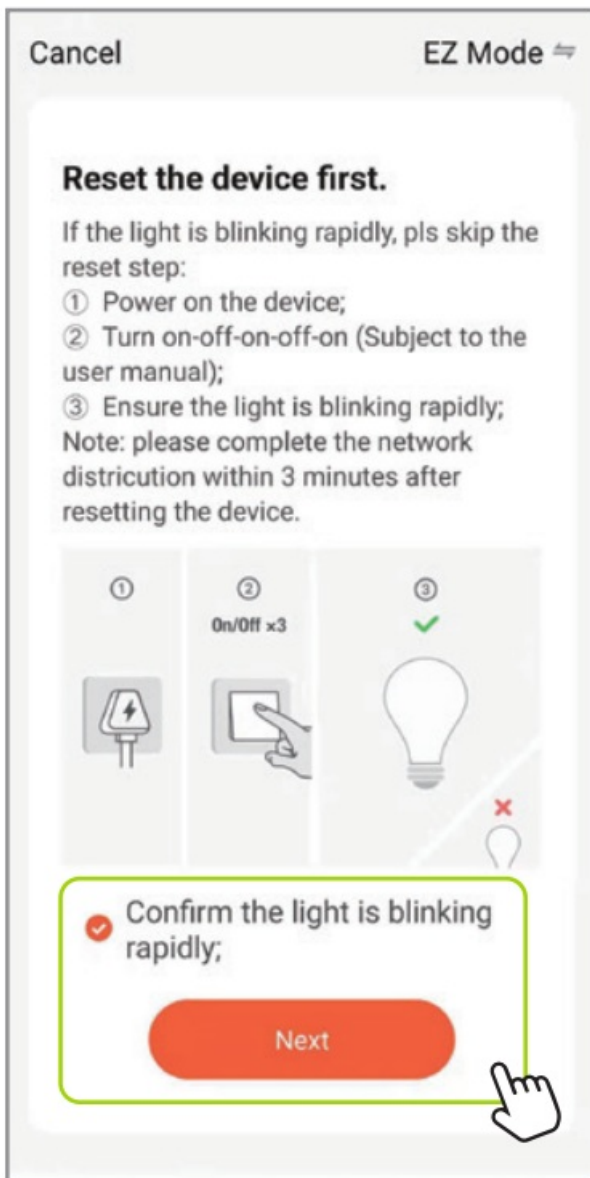 Cancel
EZ Mode ⇋
Reset the device first.
If the light is blinking rapidly, pls skip the
reset step:
① Power on the device;
② Turn on-off-on-off-on (Subject to the
user manual);
③ Ensure the light is blinking rapidly;
Note: please complete the network
districution within 3 minutes after
resetting the device.
①
②
③
On/Off ×3
Confirm the light is blinking
rapidly;
Next